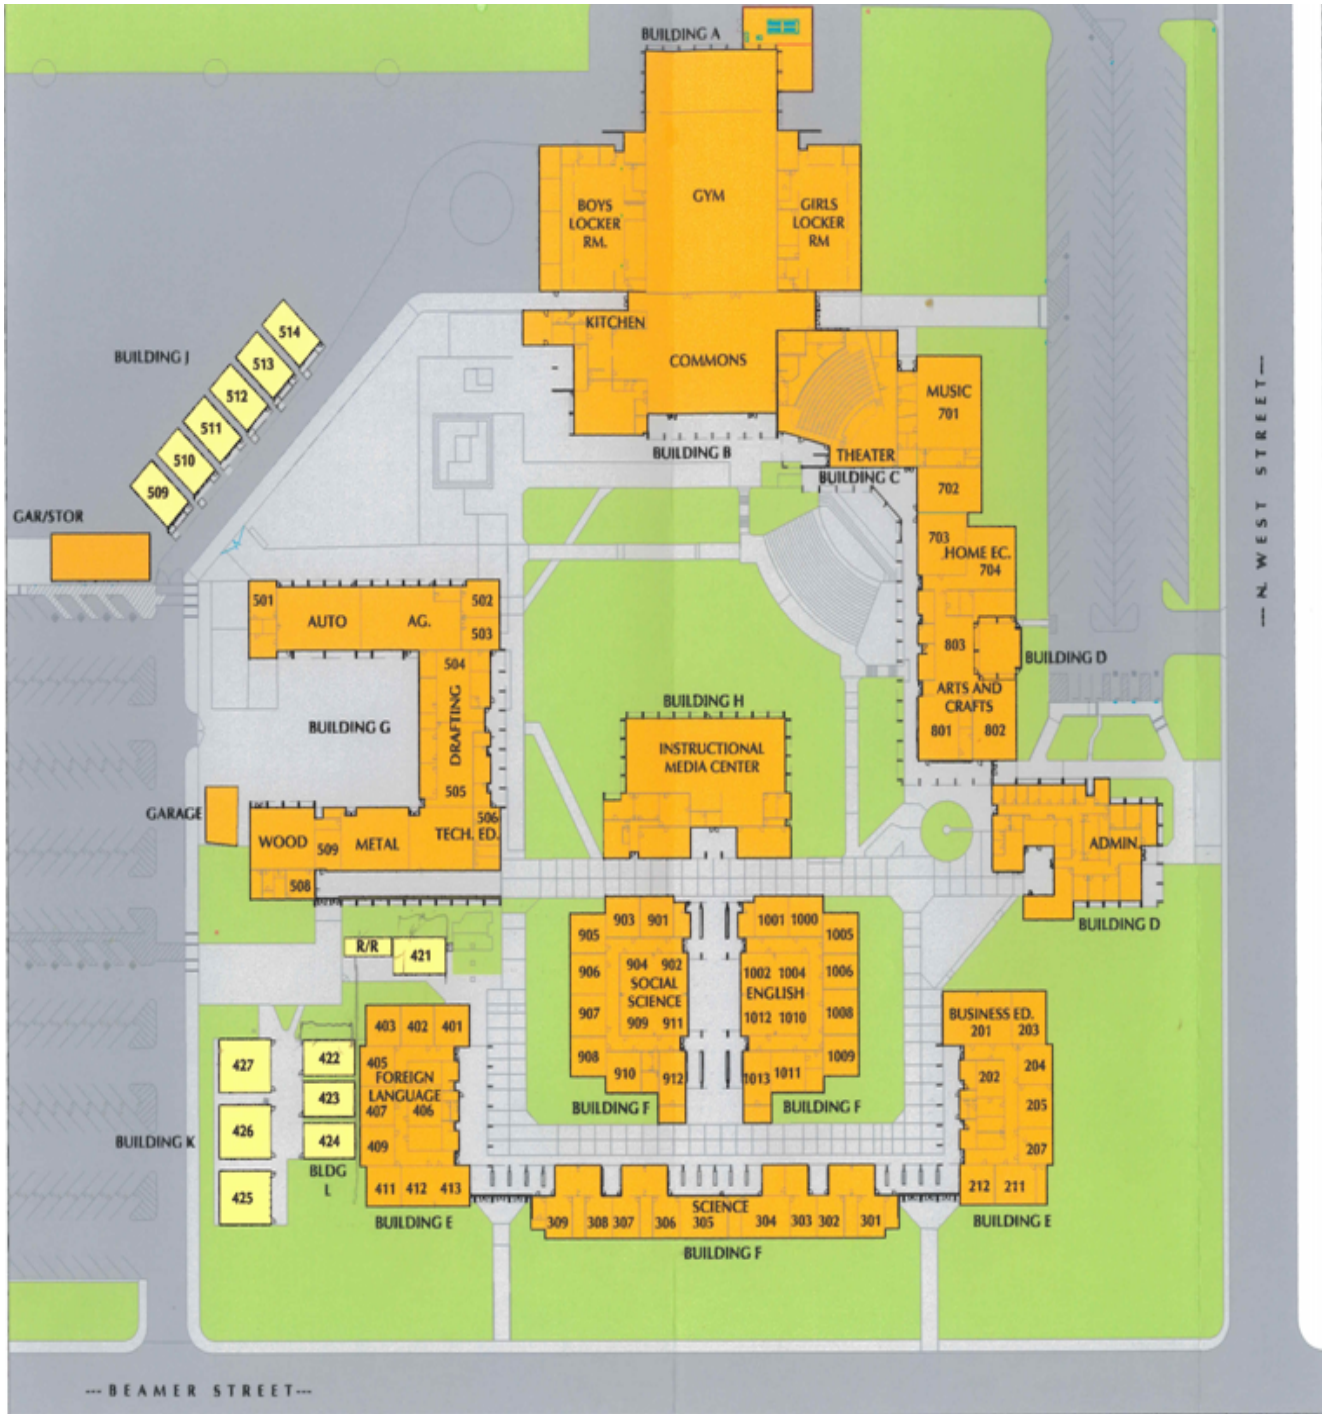 BUILDING A
GYM
BOYS
LOCKER
RM.
GIRLS
LOCKER
RM
KITCHEN
COMMONS
BUILDING B
THEATER
BUILDING C
MUSIC
701
702
703
HOME EC.
704
803
BUILDING D
ARTS AND
CRAFTS
801
802
--- N. WEST STREET---
BUILDING J
514
513
512
511
510
509
GAR/STOR
501
AUTO
AG.
502
503
504
DRAFTING
505
BUILDING G
GARAGE
WOOD
509
METAL
TECH. ED.
506
508
BUILDING H
INSTRUCTIONAL
MEDIA CENTER
ADMIN.
BUILDING D
R/R
421
903
901
905
906
904
902
SOCIAL
SCIENCE
907
909
911
908
910
912
BUILDING F
1001
1000
1005
1002
1004
1006
ENGLISH
1012
1010
1008
1009
1013
1011
BUILDING F
BUSINESS ED.
201
203
202
204
205
207
212
211
BUILDING E
403
402
401
405
FOREIGN
LANGUAGE
407
406
409
411
412
413
BUILDING E
427
426
425
BUILDING K
422
423
424
BLDG
L
SCIENCE
309
308
307
306
305
304
303
302
301
BUILDING F
--- BEAMER STREET---